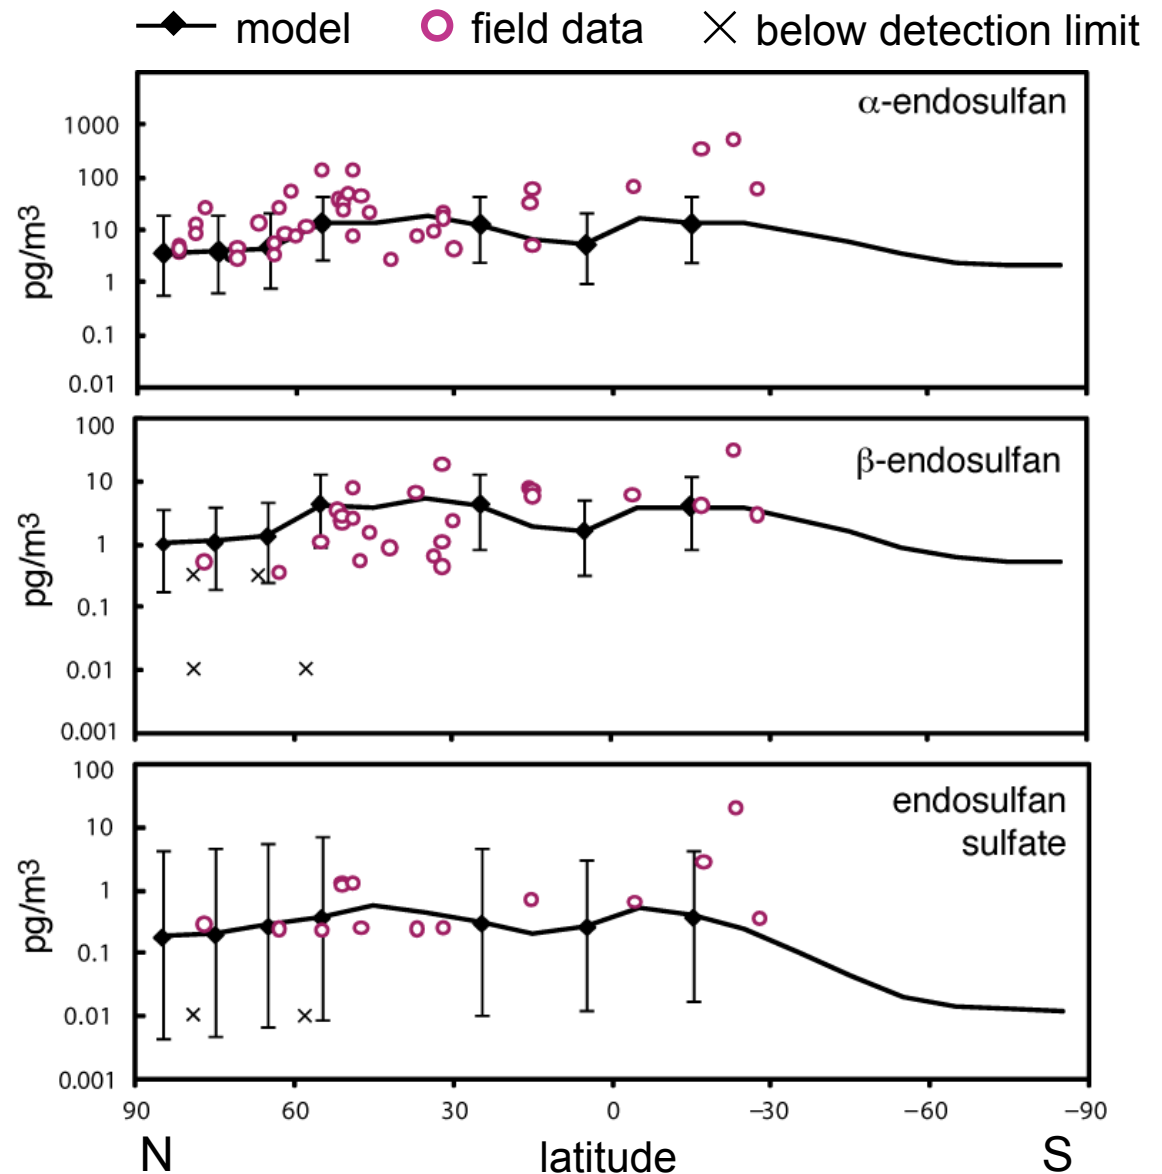 model field data below detection limit
α-endosulfan
1000
100
10
1
0.1
0.01
pg/m3
β-endosulfan
100
10
1
0.1
0.01
0.001
pg/m3
endosulfan
sulfate
100
10
1
0.1
0.01
0.001
pg/m3
90 60 30 0 −30 −60 −90
N latitude S